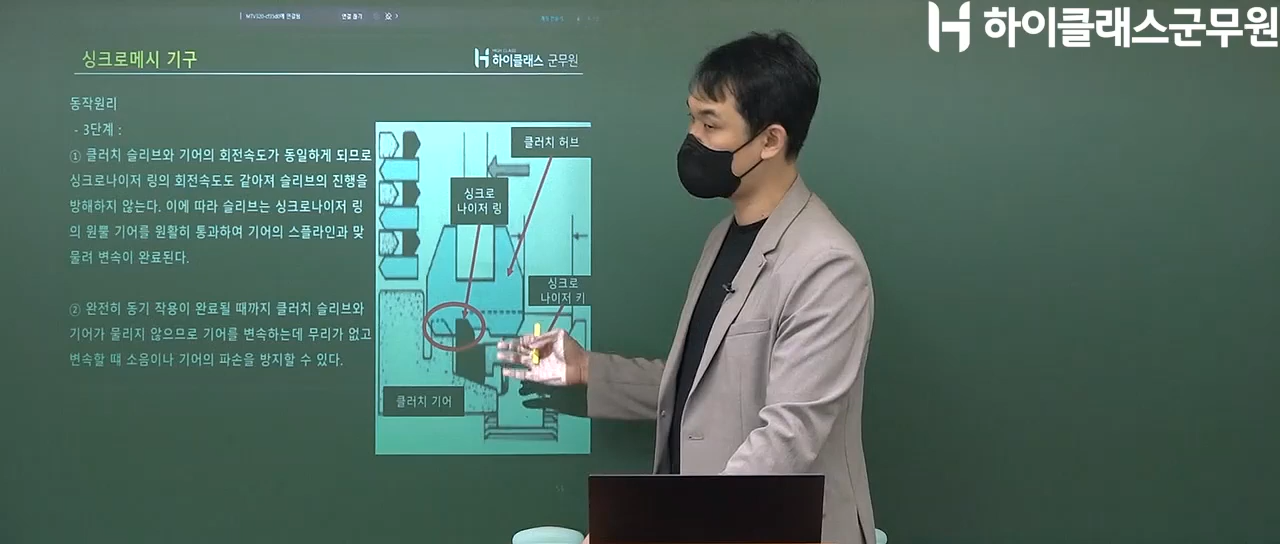 연결 끊기
하이클래스군무원
싱크로메시 기구
HIGH CLASS
하이클래스 군무원
동작원리
- 3단계 :
① 클러치 슬리브와 기어의 회전속도가 동일하게 되므로
싱크로나이저 링의 회전속도도 같아져 슬리브의 진행을
방해하지 않는다. 이에 따라 슬리브는 싱크로나이저 링
의 원뿔 기어를 원활히 통과하여 기어의 스플라인과 맞
물려 변속이 완료된다.
② 완전히 동기 작용이 완료될 때까지 클러치 슬리브와
기어가 물리지 않으므로 기어를 변속하는데 무리가 없고
변속할 때 소음이나 기어의 파손을 방지할 수 있다.
클러치 허브
싱크로
나이저 링
싱크로
나이저 키
클러치 기어